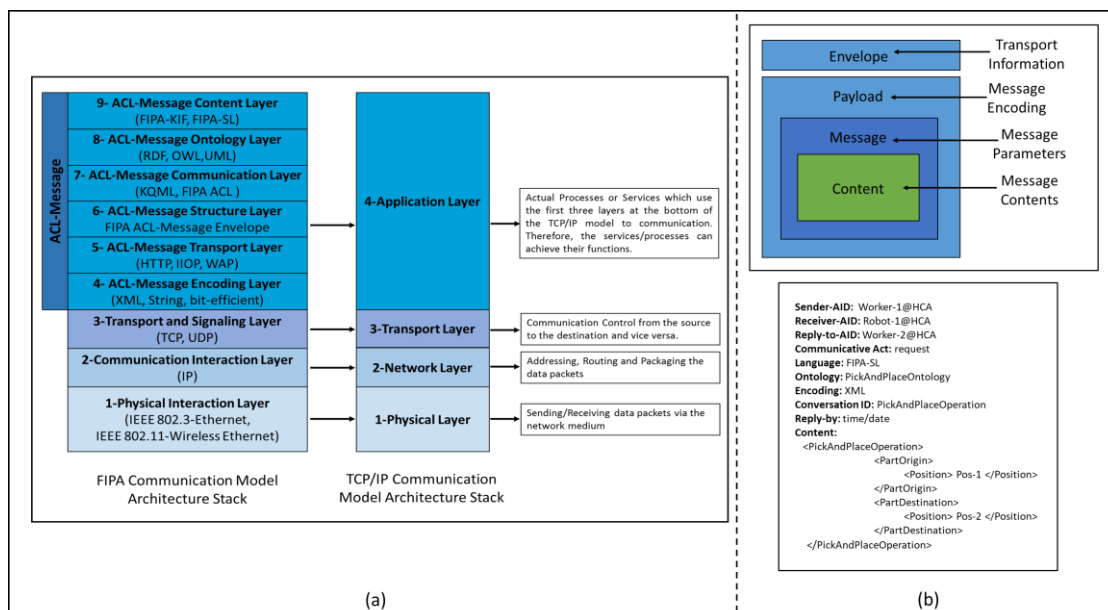 ACL-Message
9- ACL-Message Content Layer
(FIPA-KIF, FIPA-SL)
8- ACL-Message Ontology Layer
(RDF, OWL,UML)
7- ACL-Message Communication Layer
(KQML, FIPA ACL )
6- ACL-Message Structure Layer
FIPA ACL-Message Envelope
5- ACL-Message Transport Layer
(HTTP, IIOP, WAP)
4- ACL-Message Encoding Layer
(XML, String, bit-efficient)
3-Transport and Signaling Layer
(TCP, UDP)
2-Communication Interaction Layer
(IP)
1-Physical Interaction Layer
(IEEE 802.3-Ethernet,
IEEE 802.11-Wireless Ethernet)
FIPA Communication Model
Architecture Stack
4-Application Layer
3-Transport Layer
2-Network Layer
1-Physical Layer
TCP/IP Communication
Model Architecture Stack
Actual Processes or Services which use
the first three layers at the bottom of
the TCP/IP model to communication.
Therefore, the services/processes can
achieve their functions.
Communication Control from the source
to the destination and vice versa.
Addressing, Routing and Packaging the
data packets
Sending/Receiving data packets via the
network medium
(a)
Envelope
Payload
Message
Content
Transport
Information
Message
Encoding
Message
Parameters
Message
Contents
Sender-AID: Worker-1@HCA
Receiver-AID: Robot-1@HCA
Reply-to-AID: Worker-2@HCA
Communicative Act: request
Language: FIPA-SL
Ontology: PickAndPlaceOntology
Encoding: XML
Conversation ID: PickAndPlaceOperation
Reply-by: time/date
Content:
<PickAndPlaceOperation>
<PartOrigin>
<Position> Pos-1 </Position>
</PartOrigin>
<PartDestination>
<Position> Pos-2 </Position>
</PartDestination>
</PickAndPlaceOperation>
(b)